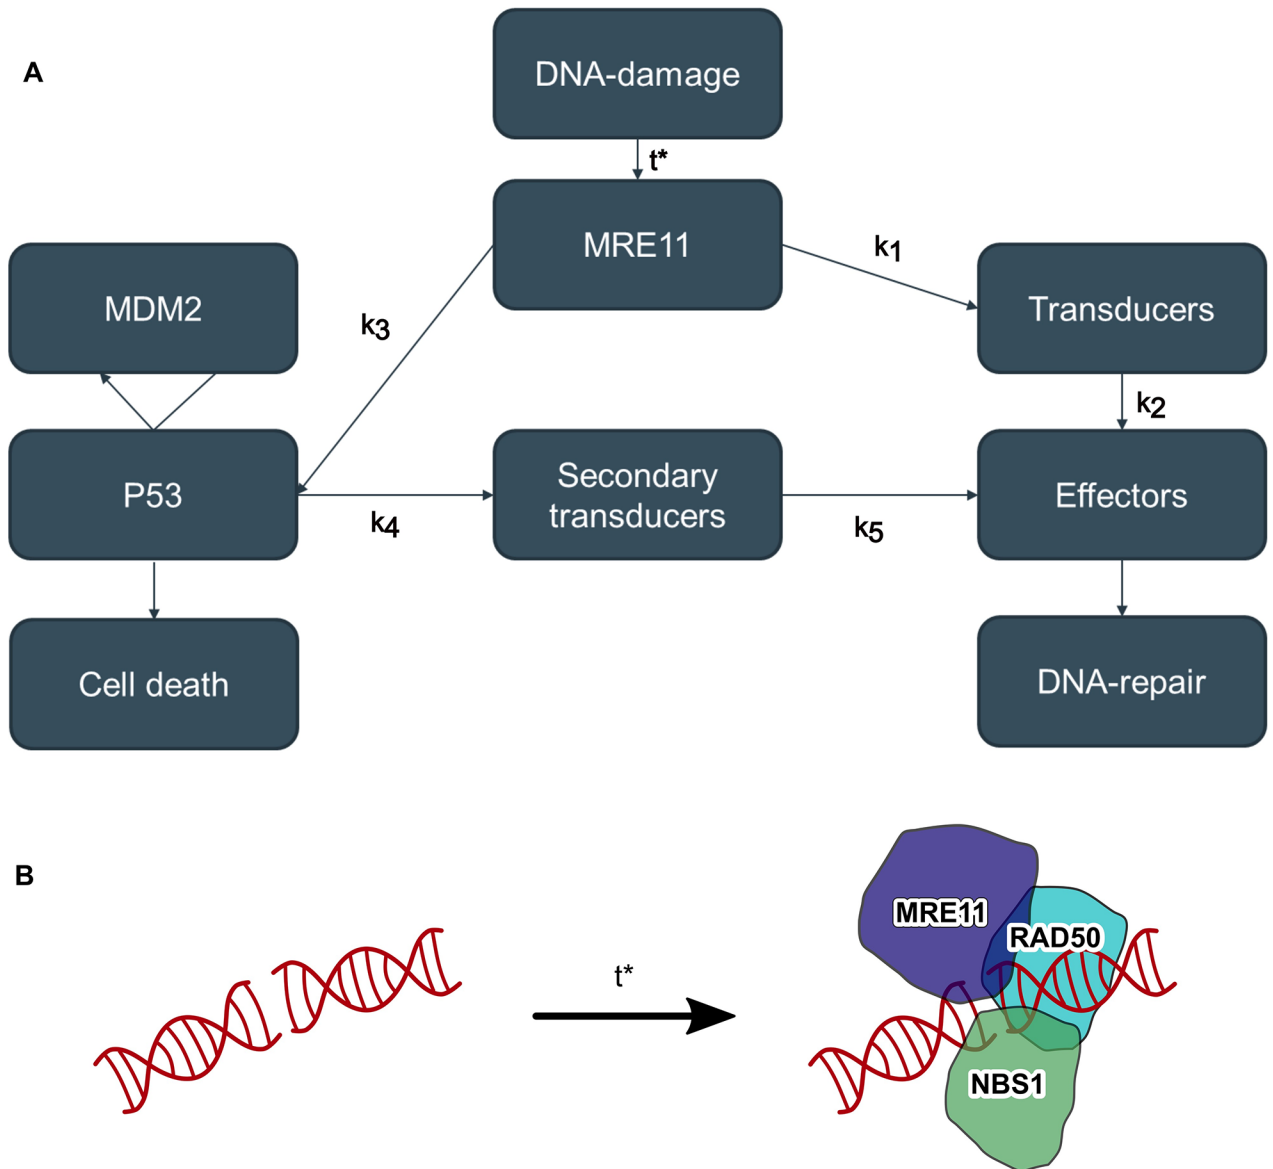 A
DNA-damage
t*
MRE11
k1
Transducers
k3
MDM2
k2
P53
k4
Secondary
transducers
k5
Effectors
Cell death
DNA-repair
B
t*
MRE11
RAD50
NBS1